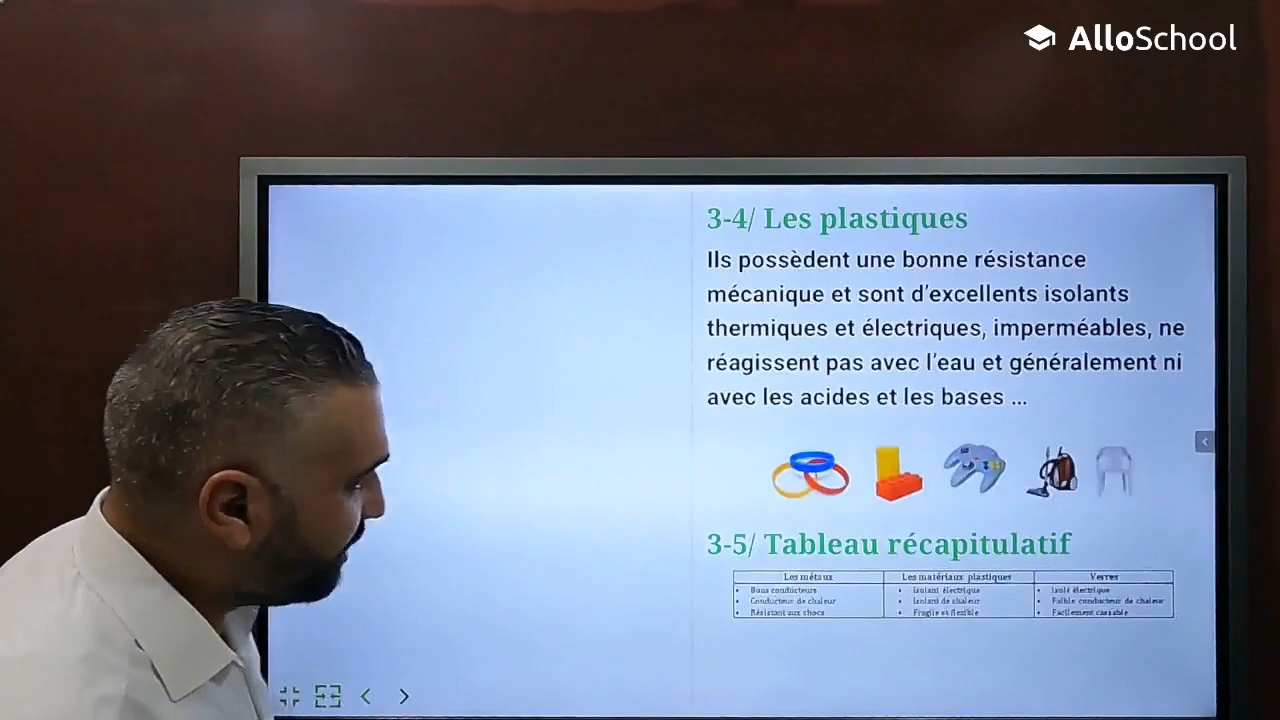 AlloSchool
3-4/ Les plastiques
Ils possèdent une bonne résistance
mécanique et sont d'excellents isolants
thermiques et électriques, imperméables, ne
réagissent pas avec l'eau et généralement ni
avec les acides et les bases ...
3-5/ Tableau récapitulatif
Les métaux Les matériaux plastiques Verres
• Bons conducteurs • Isolant électrique • Isolé électrique
• Conducteur de chaleur • Isolant de chaleur • Faible conducteur de chaleur
• Résistant aux chocs • Fragile et flexible • Facilement cassable